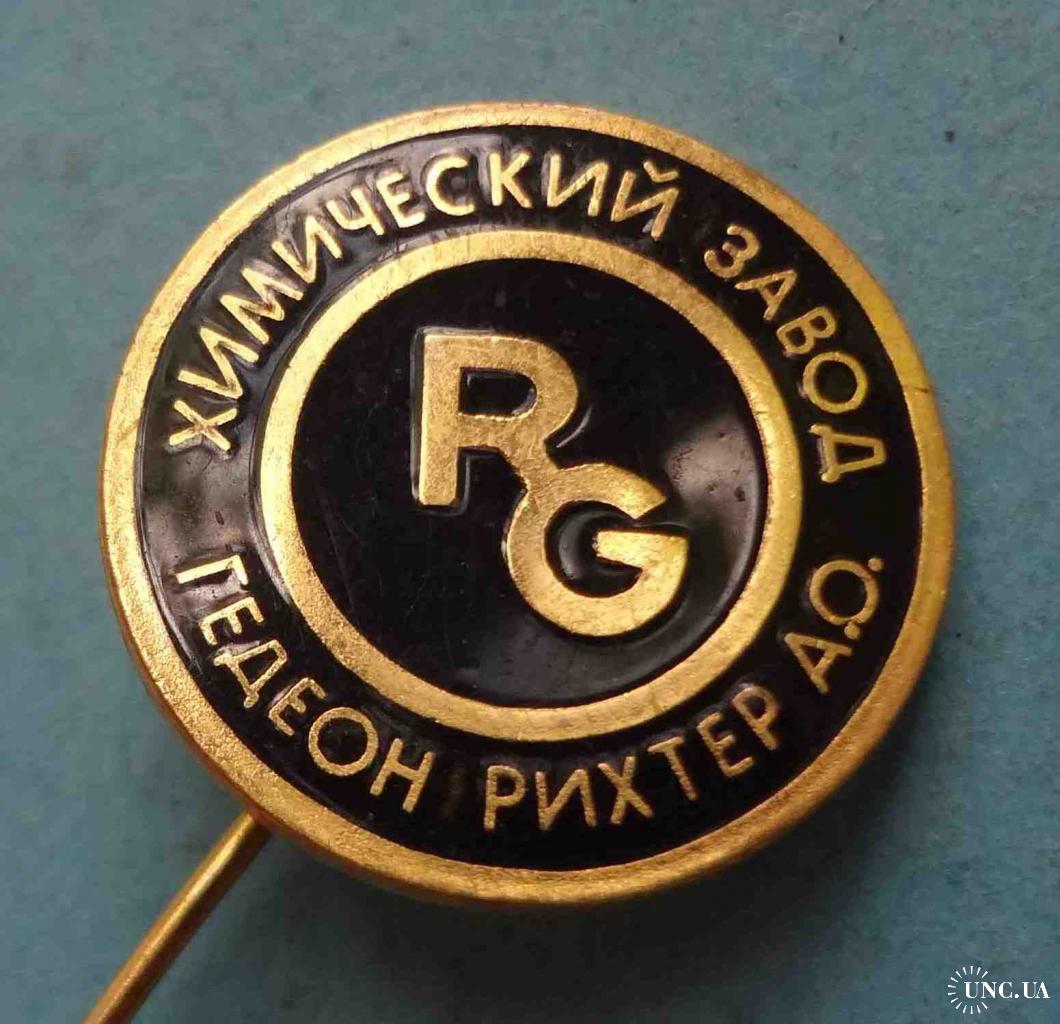 ХИМИЧЕСКИЙ ЗАВОД
RG
ГЕДЕОН РИХТЕР А.О.
UNC.UA